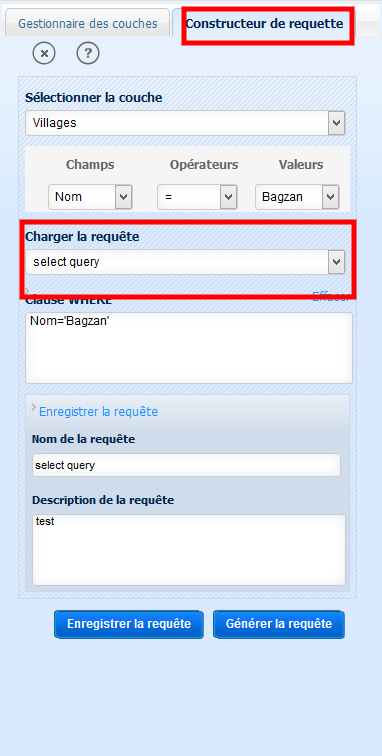 Gestionnaire des couches Constructeur de requette
Sélectionner la couche
Villages
Champs Opérateurs Valeurs
Nom = Bagzan
Charger la requête
select query
Clause WHERE Effacer
Nom='Bagzan'
Enregistrer la requête
Nom de la requête
select query
Description de la requête
test
Enregistrer la requête Générer la requête